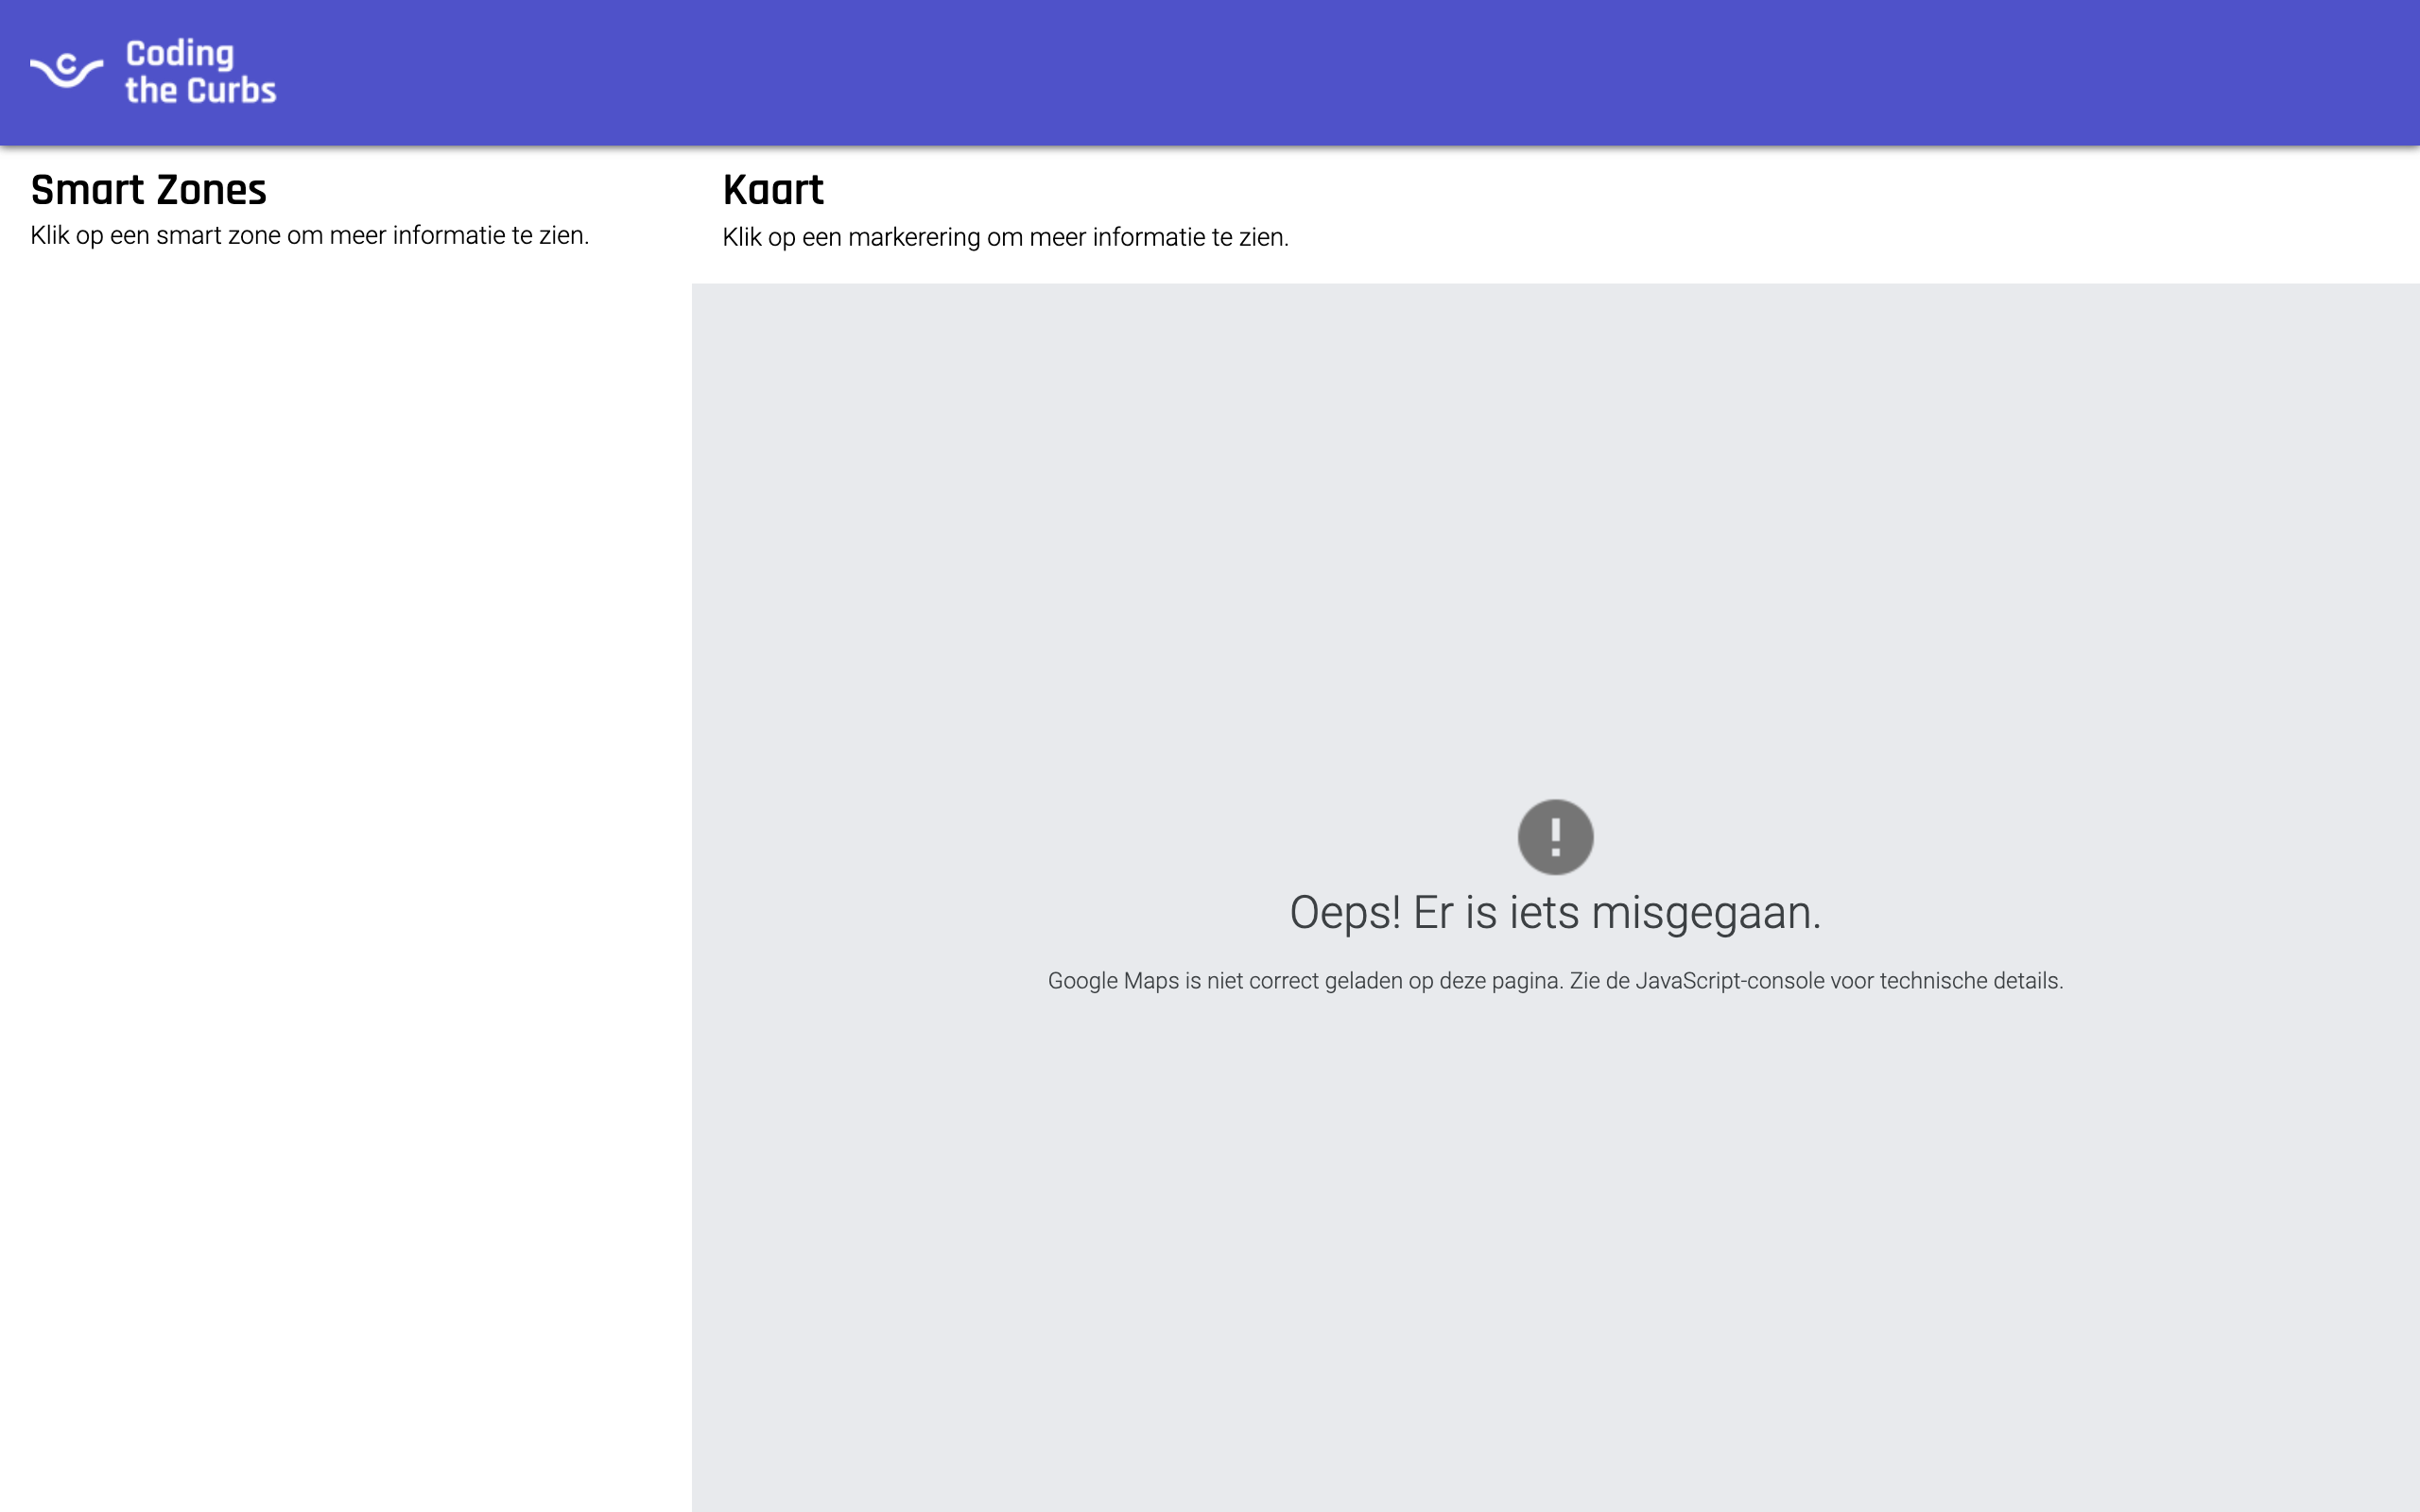 Coding
the Curbs
Smart Zones
Klik op een smart zone om meer informatie te zien.
Kaart
Klik op een markerering om meer informatie te zien.
Oeps! Er is iets misgegaan.
Google Maps is niet correct geladen op deze pagina. Zie de JavaScript-console voor technische details.